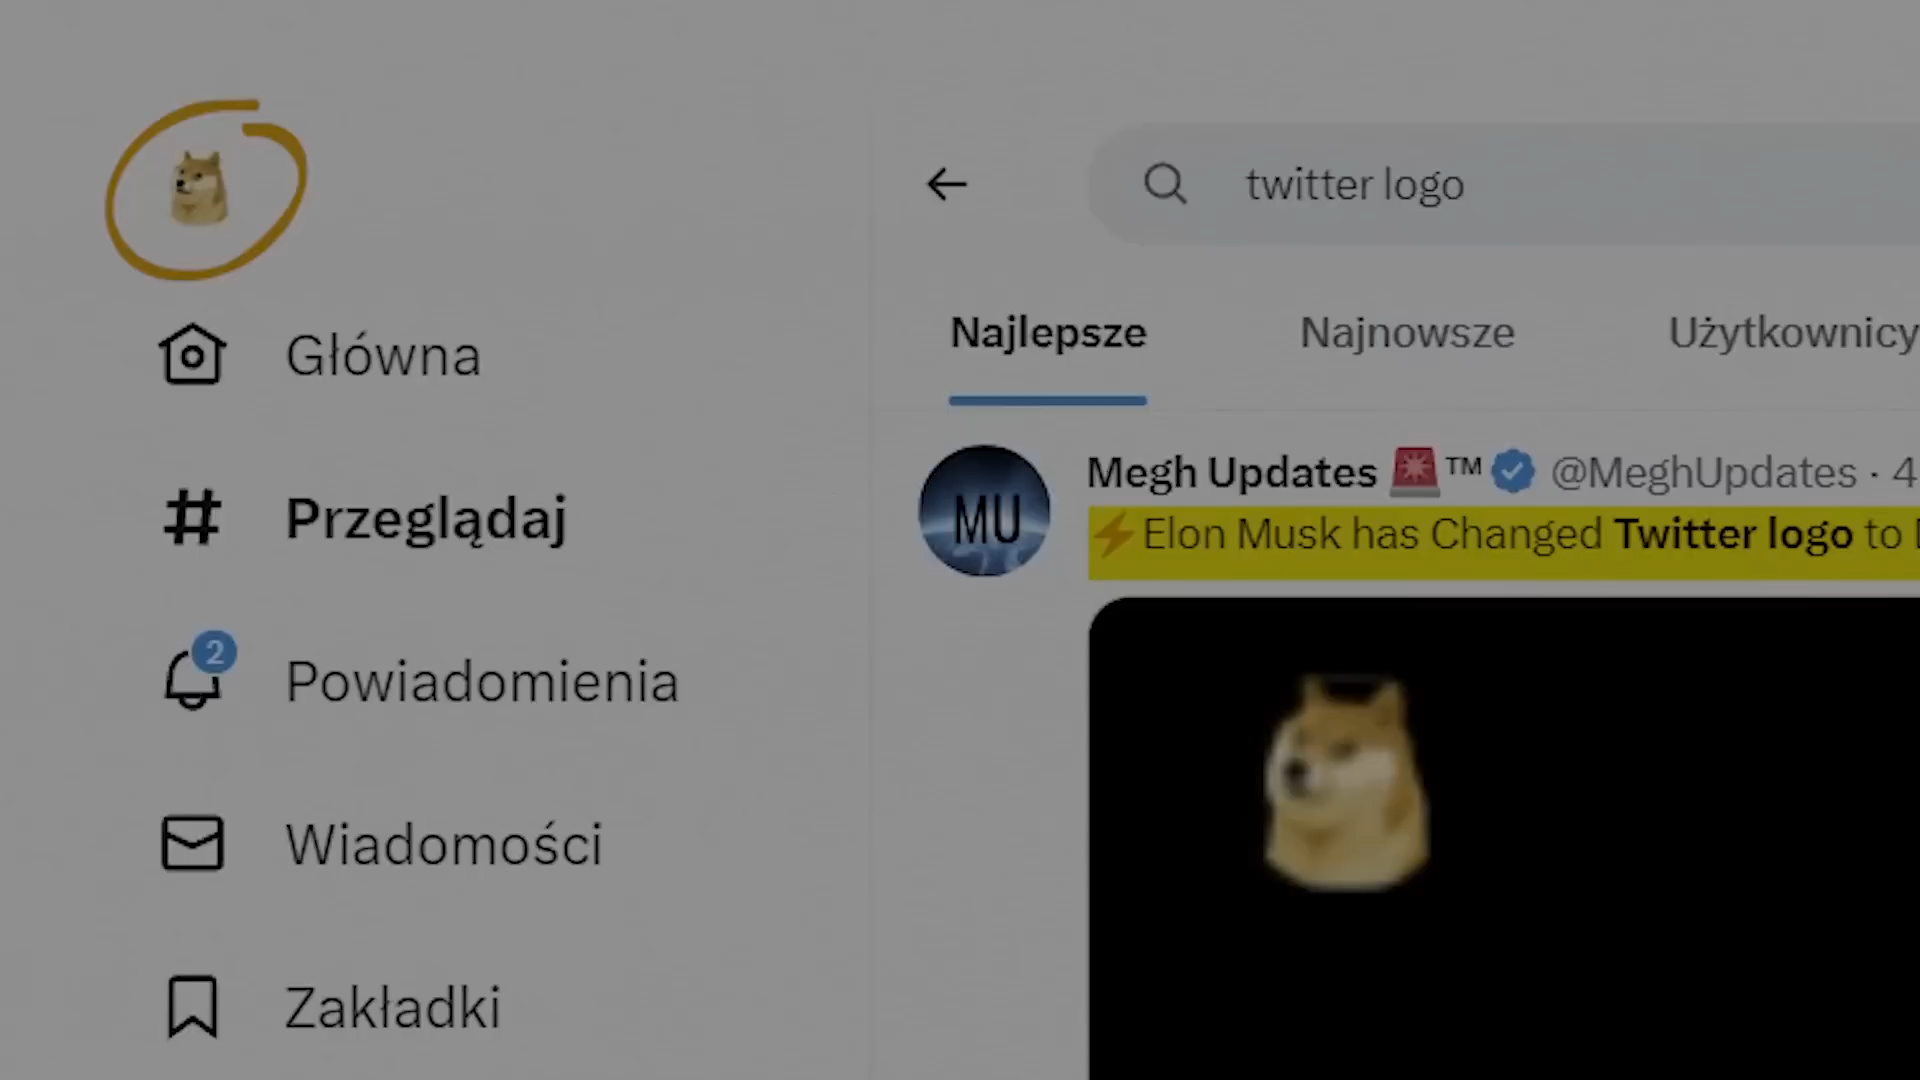 twitter logo
Najlepsze Najnowsze Użytkownicy
Główna
Przeglądaj
2
Powiadomienia
Wiadomości
Zakładki
MU
Megh Updates 🚨™ @MeghUpdates · 4
⚡Elon Musk has Changed Twitter logo to